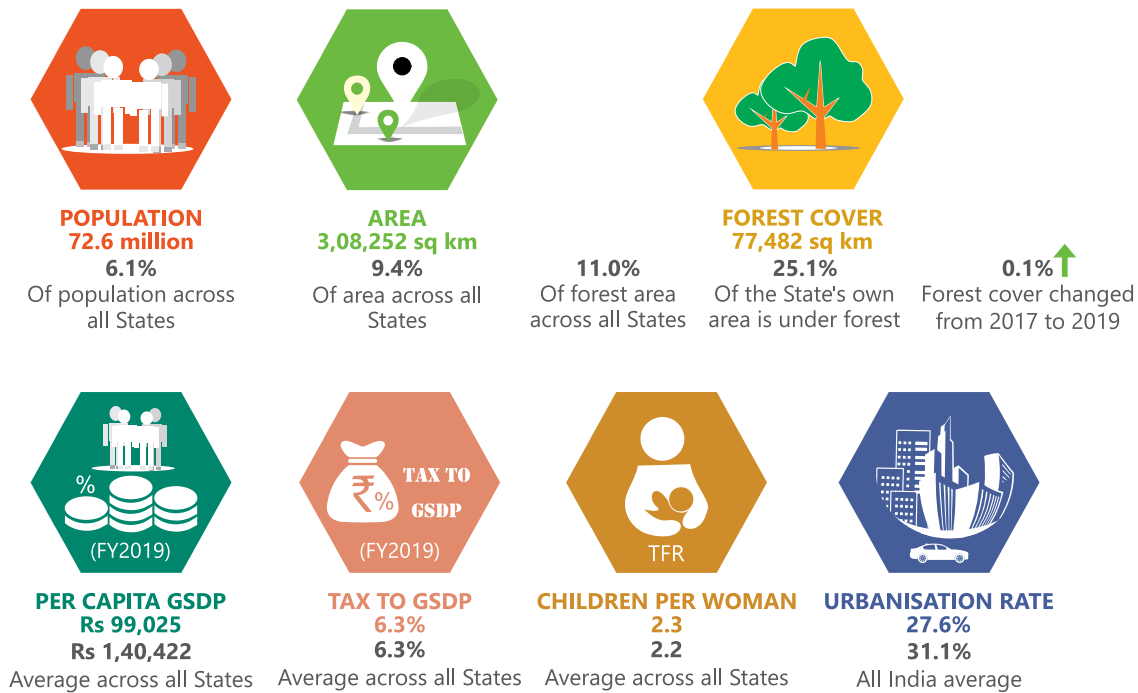 POPULATION
72.6 million
6.1%
Of population across
all States
AREA
3,08,252 sq km
9.4%
Of area across all
States
FOREST COVER
77,482 sq km
11.0%
Of forest area
across all States
25.1%
Of the State's own
area is under forest
0.1%
Forest cover changed
from 2017 to 2019
%
(FY2019)
PER CAPITA GSDP
Rs 99,025
Rs 1,40,422
Average across all States
₹%
TAX TO
GSDP
(FY2019)
TAX TO GSDP
6.3%
6.3%
Average across all States
TFR
CHILDREN PER WOMAN
2.3
2.2
Average across all States
URBANISATION RATE
27.6%
31.1%
All India average